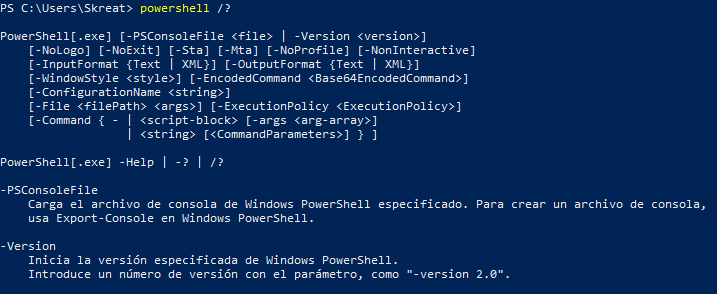 PS C:\Users\Skreat> powershell /?
PowerShell[.exe] [-PSConsoleFile <file> | -Version <version>]
[-NoLogo] [-NoExit] [-Sta] [-Mta] [-NoProfile] [-NonInteractive]
[-InputFormat {Text | XML}] [-OutputFormat {Text | XML}]
[-WindowStyle <style>] [-EncodedCommand <Base64EncodedCommand>]
[-ConfigurationName <string>]
[-File <filePath> <args>] [-ExecutionPolicy <ExecutionPolicy>]
[-Command { - | <script-block> [-args <arg-array>]
| <string> [<CommandParameters>] } ]
PowerShell[.exe] -Help | -? | /?
-PSConsoleFile
Carga el archivo de consola de Windows PowerShell especificado. Para crear un archivo de consola,
usa Export-Console en Windows PowerShell.
-Version
Inicia la versión especificada de Windows PowerShell.
Introduce un número de versión con el parámetro, como "-version 2.0".